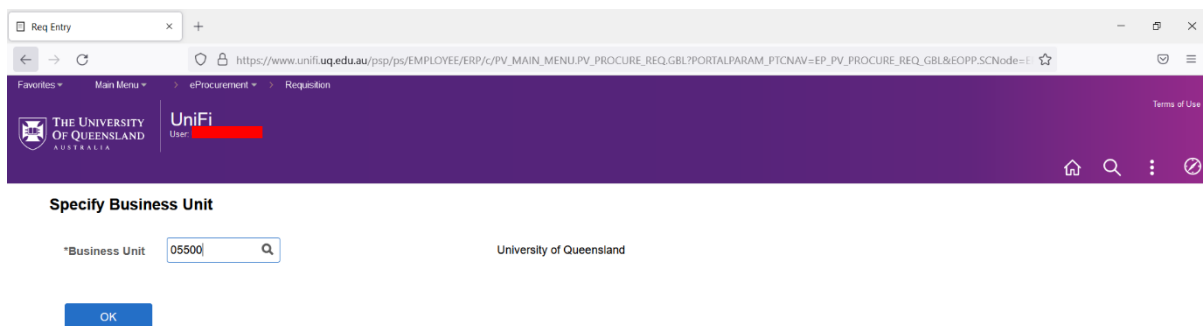 Req Entry
https://www.unifi.uq.edu.au/psp/ps/EMPLOYEE/ERP/c/PV_MAIN_MENU.PV_PROCURE_REQ.GBL?PORTALPARAM_PTCNAV=EP_PV_PROCURE_REQ_GBL&EOPP.SCNode=E
Favorites Main Menu > eProcurement > Requisition
Terms of Use
THE UNIVERSITY
OF QUEENSLAND
AUSTRALIA
UniFi
User:
Specify Business Unit
*Business Unit 05500 University of Queensland
OK